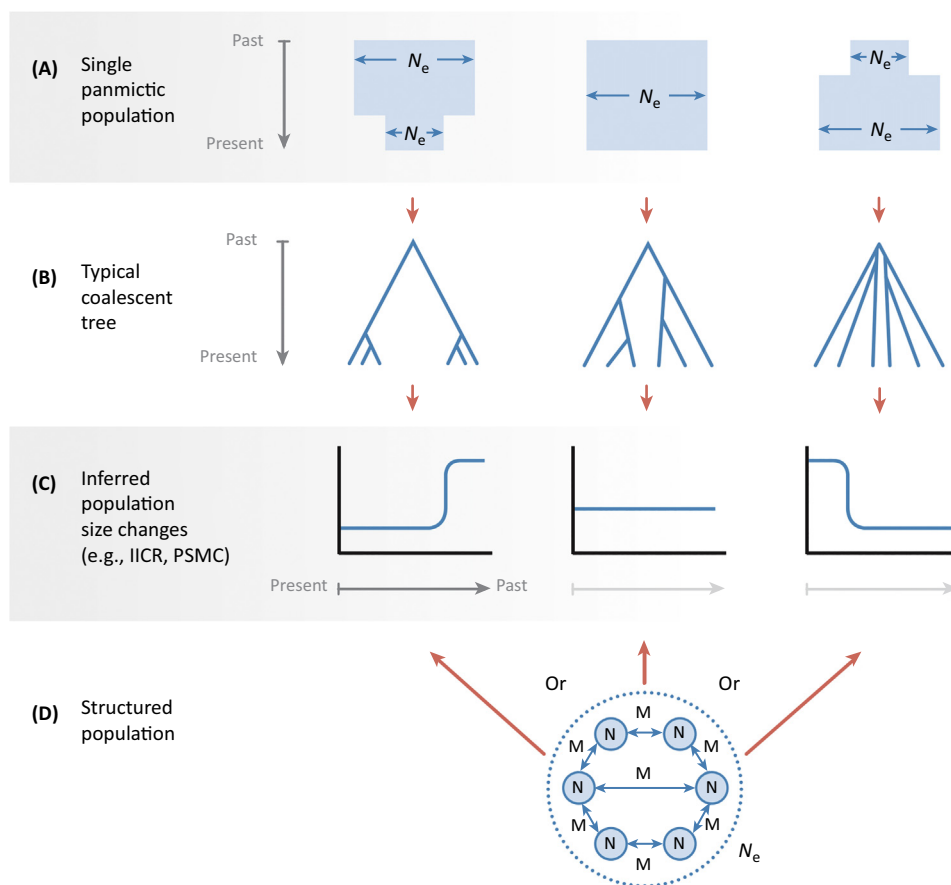 (A) Single
panmictic
population
Past
Present
Ne
Ne
Ne
Ne
Ne
(B) Typical
coalescent
tree
Past
Present
(C) Inferred
population
size changes
(e.g., IICR, PSMC)
Present
Past
(D) Structured
population
Or
Or
M
N
N
M
M
N
M
N
M
M
N
N
M
Ne